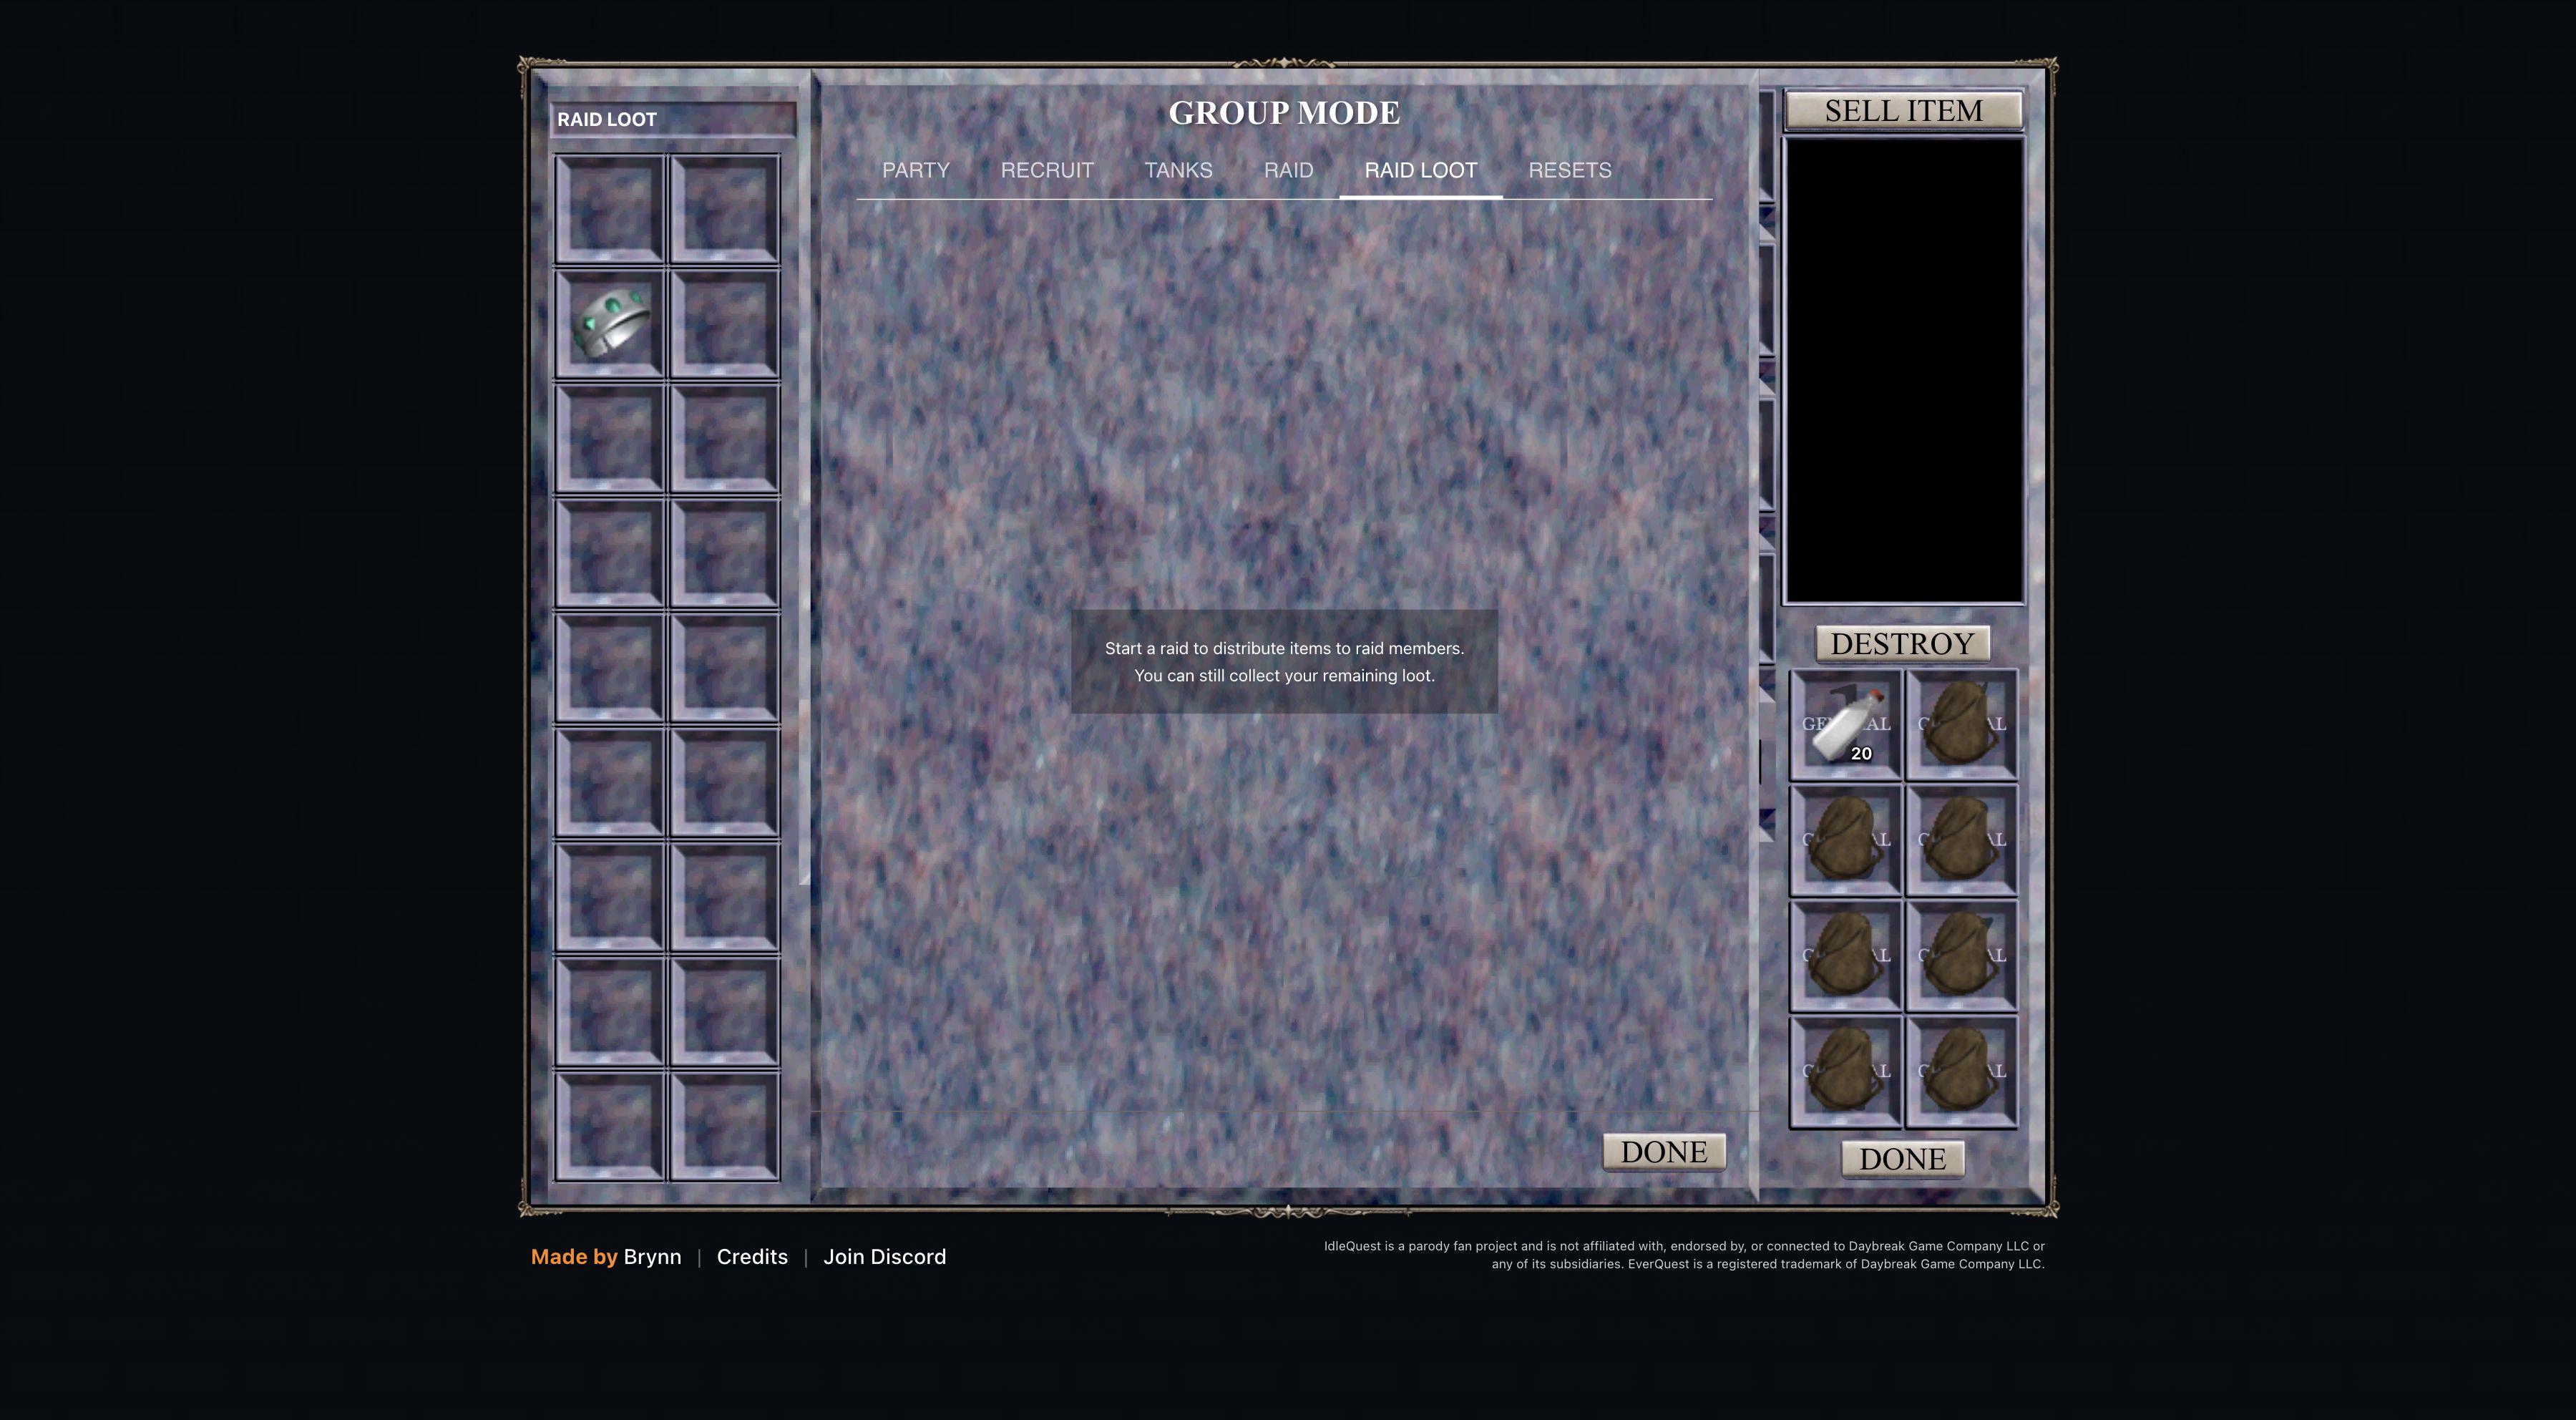 RAID LOOT
GROUP MODE
PARTY RECRUIT TANKS RAID RAID LOOT RESETS
Start a raid to distribute items to raid members.
You can still collect your remaining loot.
DONE
SELL ITEM
DESTROY
20
DONE
Made by Brynn | Credits | Join Discord
IdleQuest is a parody fan project and is not affiliated with, endorsed by, or connected to Daybreak Game Company LLC or
any of its subsidiaries. EverQuest is a registered trademark of Daybreak Game Company LLC.